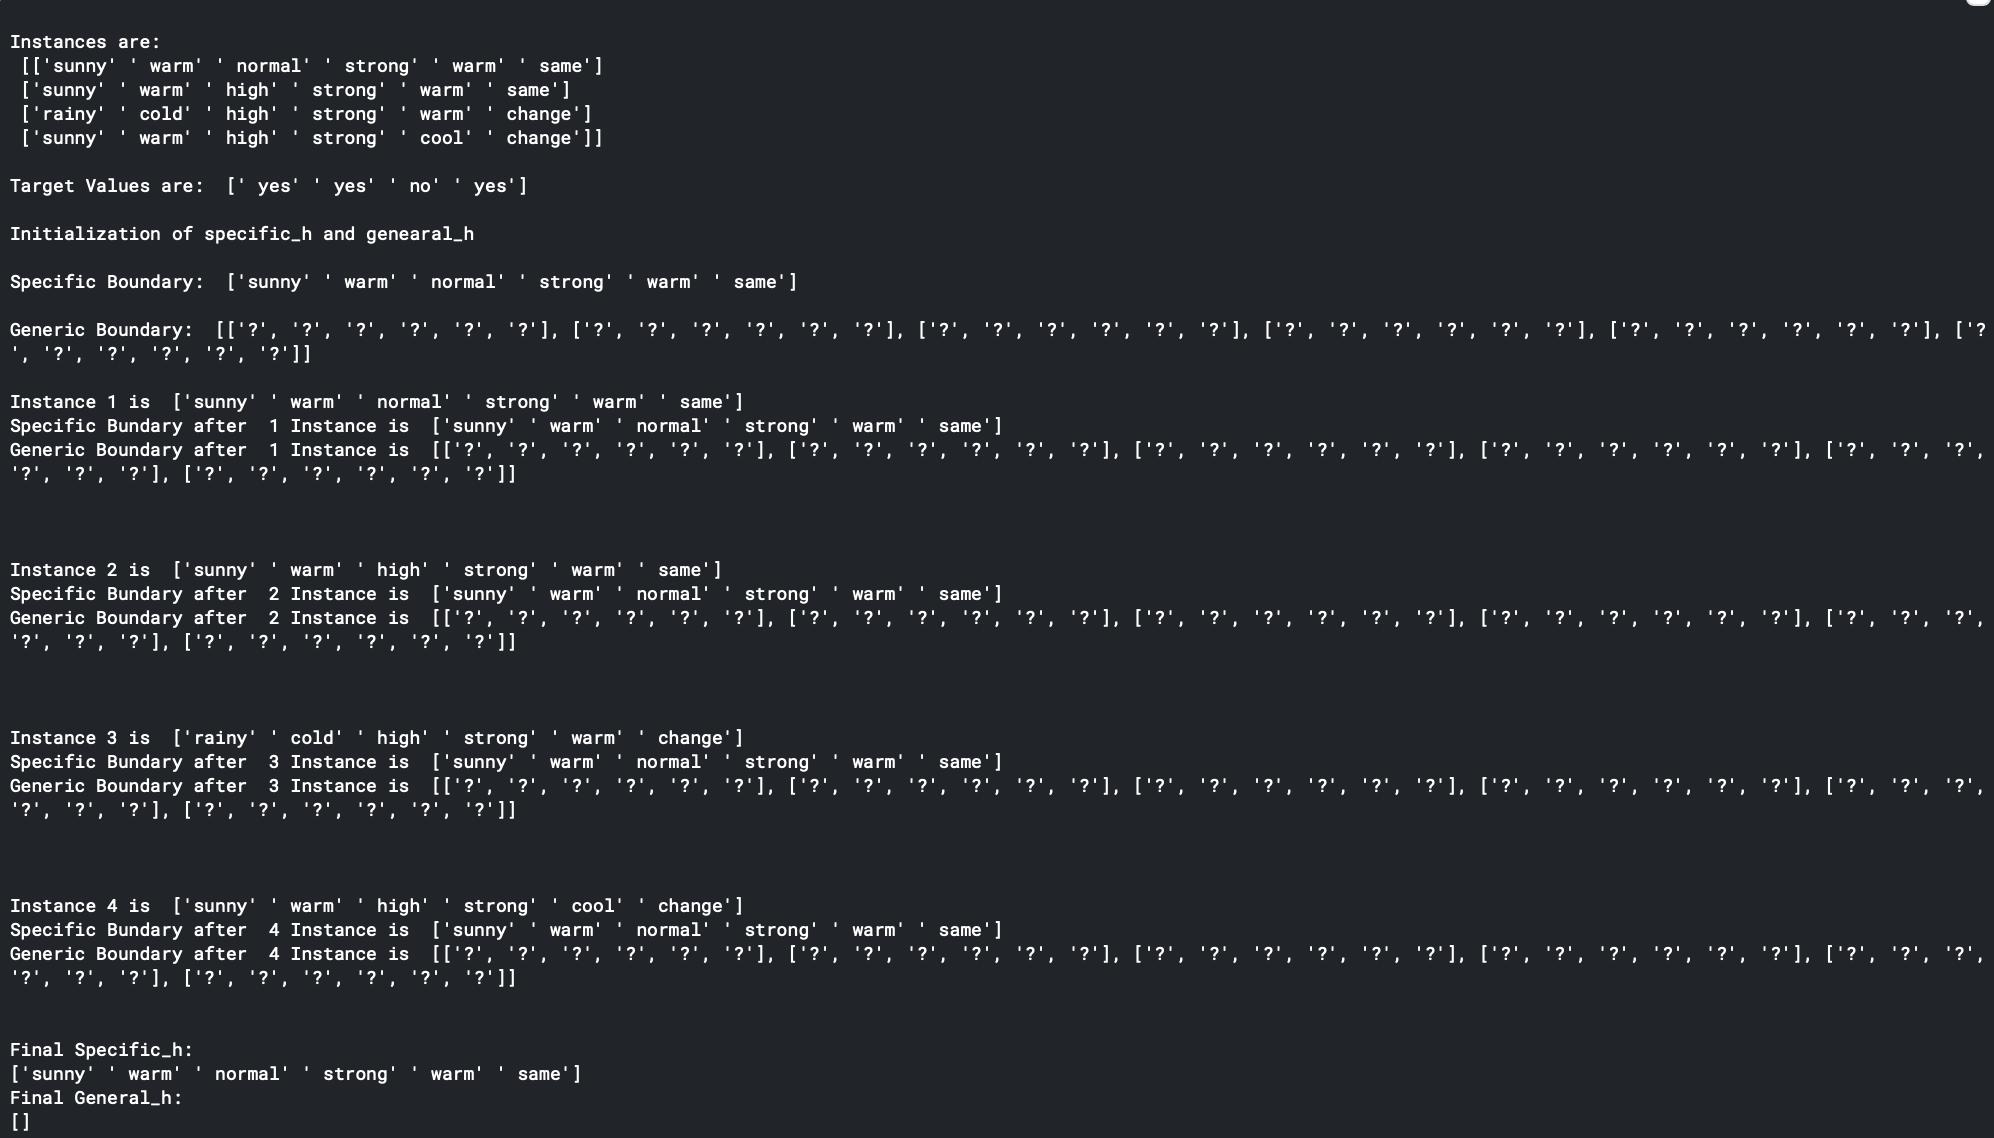 Instances are:
[['sunny' ' warm' ' normal' ' strong' ' warm' ' same']
['sunny' ' warm' ' high' ' strong' ' warm' ' same']
['rainy' ' cold' ' high' ' strong' ' warm' ' change']
['sunny' ' warm' ' high' ' strong' ' cool' ' change']]
Target Values are:  [' yes' ' yes' ' no' ' yes']
Initialization of specific_h and genearal_h
Specific Boundary:  ['sunny' ' warm' ' normal' ' strong' ' warm' ' same']
Generic Boundary:  [['?', '?', '?', '?', '?', '?'], ['?', '?', '?', '?', '?', '?'], ['?', '?', '?', '?', '?', '?'], ['?', '?', '?', '?', '?', '?'], ['?', '?', '?', '?', '?', '?'], ['?
', '?', '?', '?', '?', '?']]
Instance 1 is  ['sunny' ' warm' ' normal' ' strong' ' warm' ' same']
Specific Bundary after  1 Instance is  ['sunny' ' warm' ' normal' ' strong' ' warm' ' same']
Generic Boundary after  1 Instance is  [['?', '?', '?', '?', '?', '?'], ['?', '?', '?', '?', '?', '?'], ['?', '?', '?', '?', '?', '?'], ['?', '?', '?', '?', '?', '?'], ['?', '?', '?',
'?', '?', '?'], ['?', '?', '?', '?', '?', '?']]
Instance 2 is  ['sunny' ' warm' ' high' ' strong' ' warm' ' same']
Specific Bundary after  2 Instance is  ['sunny' ' warm' ' normal' ' strong' ' warm' ' same']
Generic Boundary after  2 Instance is  [['?', '?', '?', '?', '?', '?'], ['?', '?', '?', '?', '?', '?'], ['?', '?', '?', '?', '?', '?'], ['?', '?', '?', '?', '?', '?'], ['?', '?', '?',
'?', '?', '?'], ['?', '?', '?', '?', '?', '?']]
Instance 3 is  ['rainy' ' cold' ' high' ' strong' ' warm' ' change']
Specific Bundary after  3 Instance is  ['sunny' ' warm' ' normal' ' strong' ' warm' ' same']
Generic Boundary after  3 Instance is  [['?', '?', '?', '?', '?', '?'], ['?', '?', '?', '?', '?', '?'], ['?', '?', '?', '?', '?', '?'], ['?', '?', '?', '?', '?', '?'], ['?', '?', '?',
'?', '?', '?'], ['?', '?', '?', '?', '?', '?']]
Instance 4 is  ['sunny' ' warm' ' high' ' strong' ' cool' ' change']
Specific Bundary after  4 Instance is  ['sunny' ' warm' ' normal' ' strong' ' warm' ' same']
Generic Boundary after  4 Instance is  [['?', '?', '?', '?', '?', '?'], ['?', '?', '?', '?', '?', '?'], ['?', '?', '?', '?', '?', '?'], ['?', '?', '?', '?', '?', '?'], ['?', '?', '?',
'?', '?', '?'], ['?', '?', '?', '?', '?', '?']]
Final Specific_h:
['sunny' ' warm' ' normal' ' strong' ' warm' ' same']
Final General_h:
[]